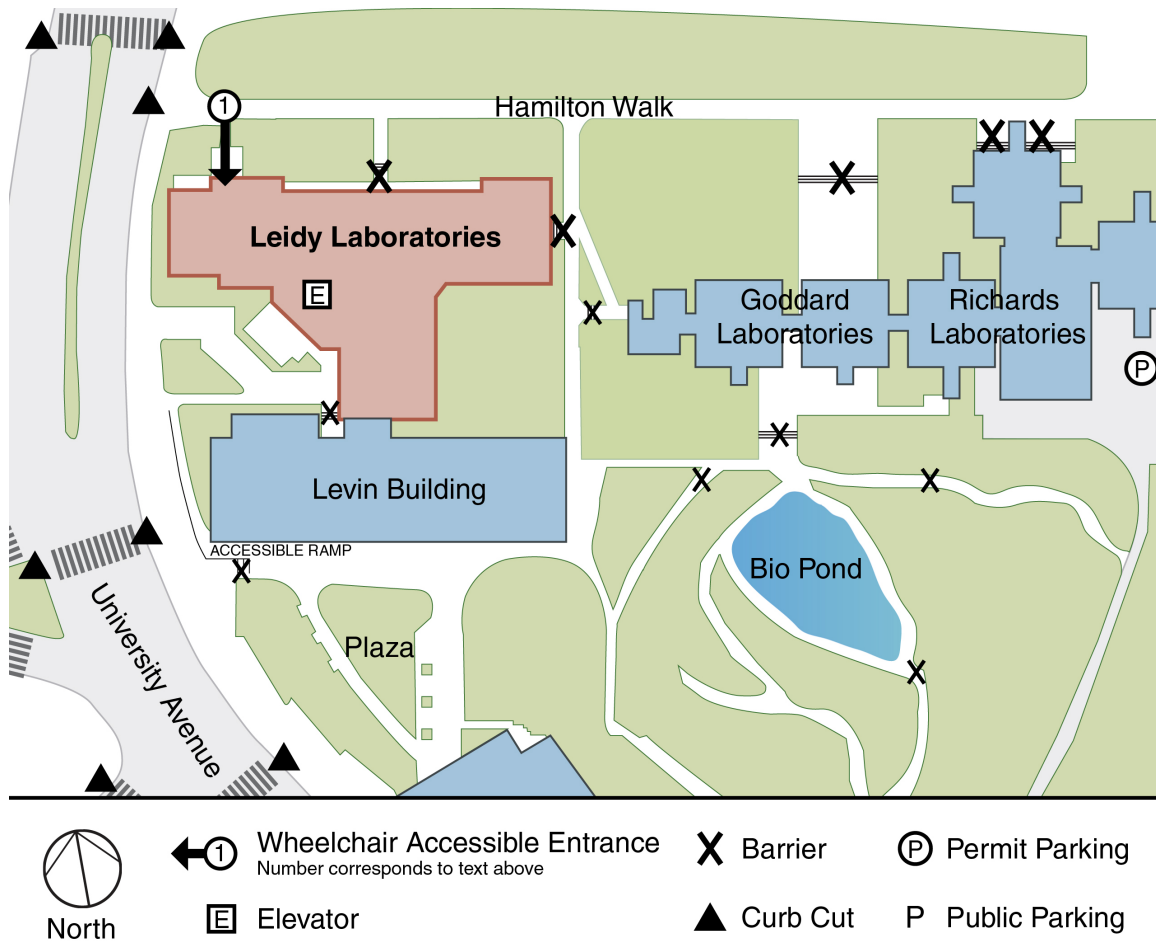 1
Hamilton Walk
Leidy Laboratories
E
Goddard
Laboratories
Richards
Laboratories
P
Levin Building
ACCESSIBLE RAMP
Bio Pond
University Avenue
Plaza
1
Wheelchair Accessible Entrance
Number corresponds to text above
Barrier
P Permit Parking
North
E Elevator
Curb Cut
P Public Parking